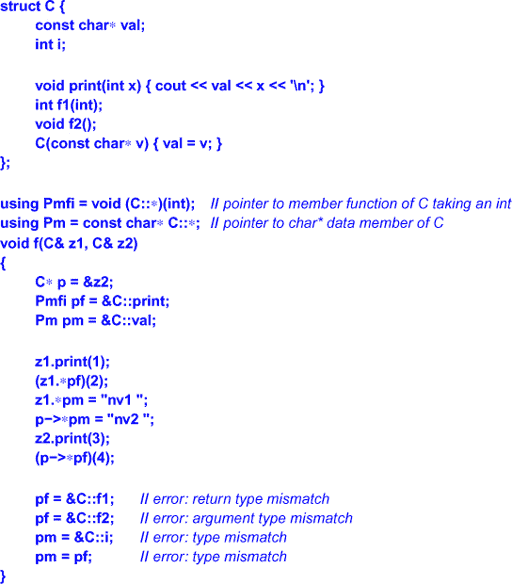 struct C {
const char* val;
int i;
void print(int x) { cout << val << x << '\n'; }
int f1(int);
void f2();
C(const char* v) { val = v; }
};
using Pmfi = void (C::*)(int); // pointer to member function of C taking an int
using Pm = const char* C::*; // pointer to char* data member of C
void f(C& z1, C& z2)
{
C* p = &z2;
Pmfi pf = &C::print;
Pm pm = &C::val;
z1.print(1);
(z1.*pf)(2);
z1.*pm = "nv1 ";
p->*pm = "nv2 ";
z2.print(3);
(p->*pf)(4);
pf = &C::f1; // error: return type mismatch
pf = &C::f2; // error: argument type mismatch
pm = &C::i; // error: type mismatch
pm = pf; // error: type mismatch
}